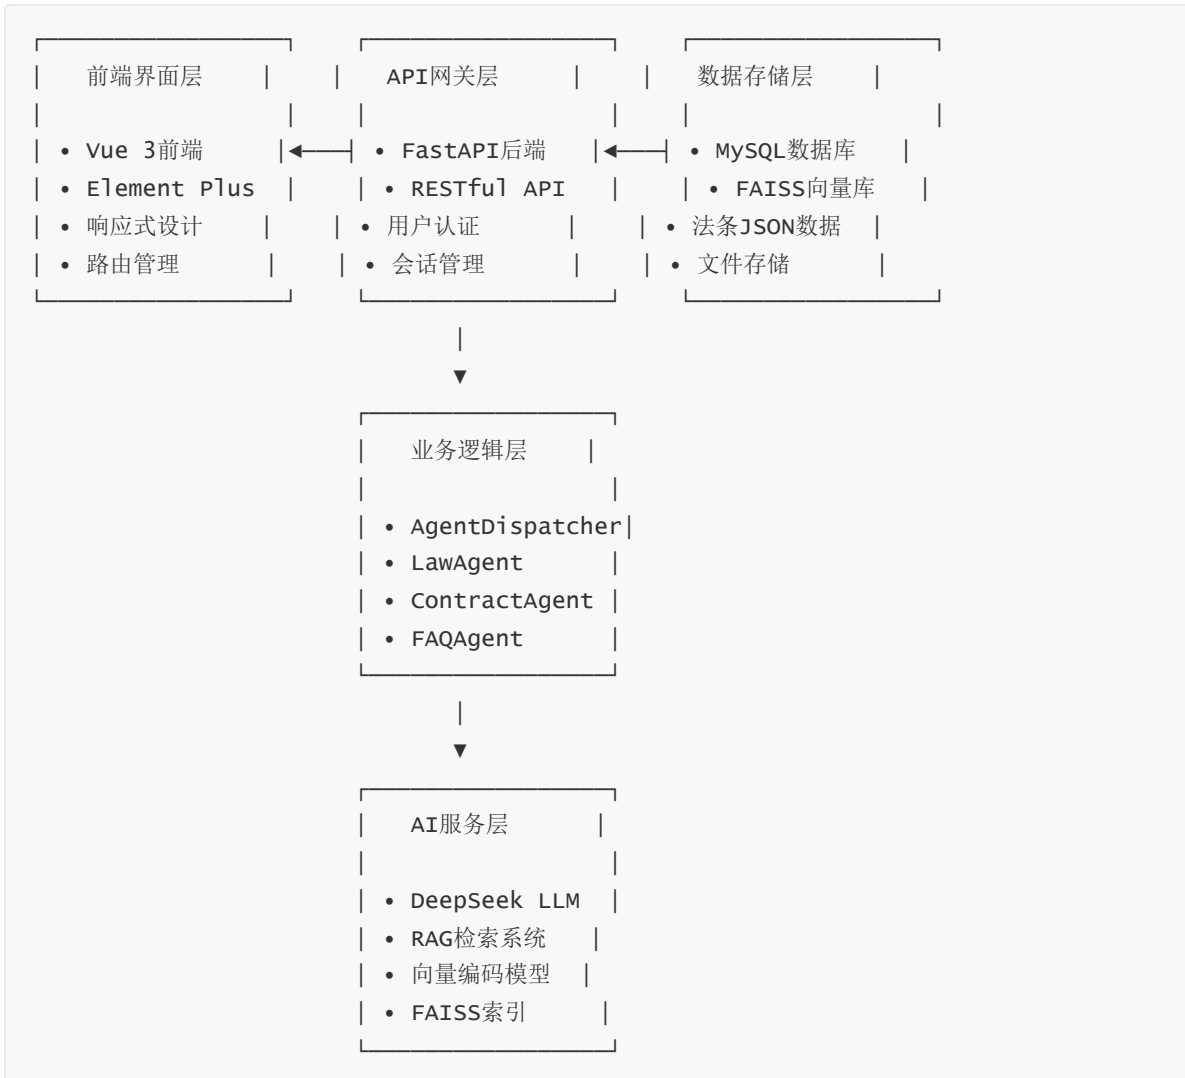 前端界面层 API网关层 数据存储层
• Vue 3前端 • FastAPI后端 • MySQL数据库
• Element Plus • RESTful API • FAISS向量库
• 响应式设计 • 用户认证 • 法条JSON数据
• 路由管理 • 会话管理 • 文件存储
业务逻辑层
• AgentDispatcher
• LawAgent
• ContractAgent
• FAQAgent
AI服务层
• DeepSeek LLM
• RAG检索系统
• 向量编码模型
• FAISS索引